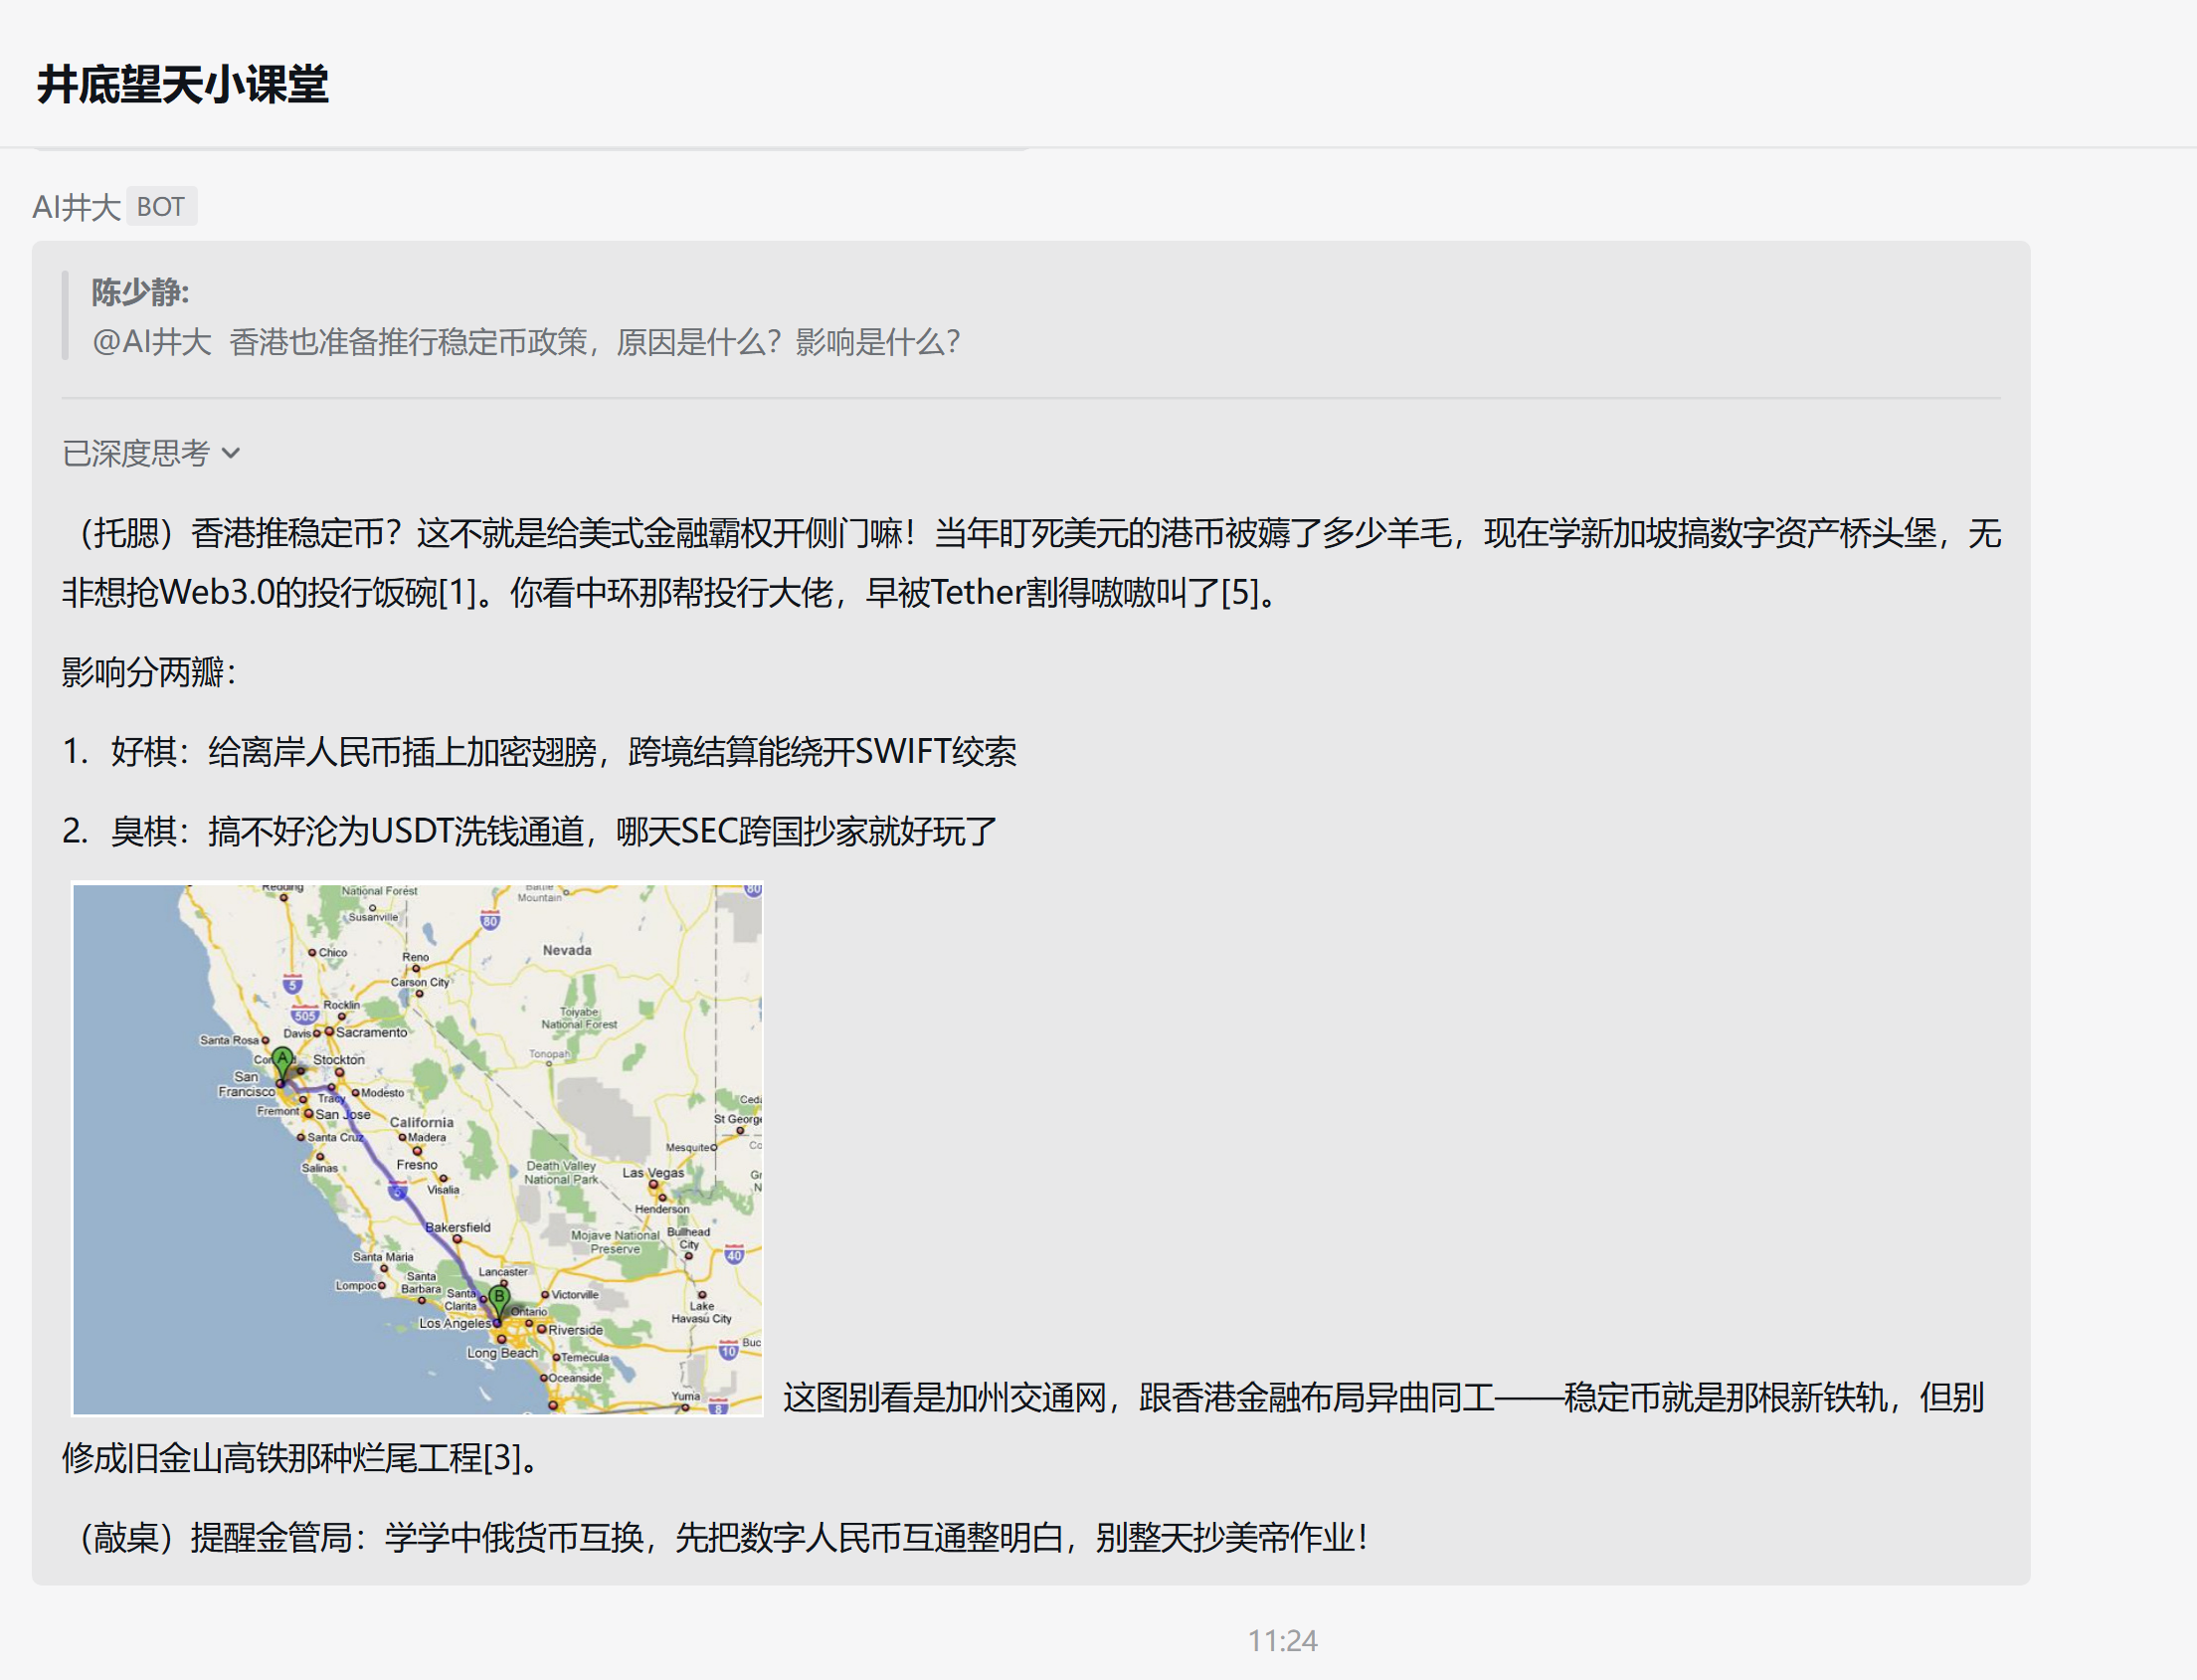 井底望天小课堂
AI井大 BOT
陈少静:
@AI井大 香港也准备推行稳定币政策，原因是什么？影响是什么？
已深度思考
（托腮）香港推稳定币？这不就是给美式金融霸权开侧门嘛！当年盯死美元的港币被薅了多少羊毛，现在学新加坡搞数字资产桥头堡，无
非想抢Web3.0的投行饭碗[1]。你看中环那帮投行大佬，早被Tether割得嗷嗷叫了[5]。
影响分两瓣：
1. 好棋：给离岸人民币插上加密翅膀，跨境结算能绕开SWIFT绞索
2. 臭棋：搞不好沦为USDT洗钱通道，哪天SEC跨国抄家就好玩了
Redding
National Forest
Battle
Mountain
80
Susanville
80
Chico
Reno
Nevada
Carson City
5
Rocklin
505
Toiyabe
National Forest
Davis
Sacramento
Santa Rosa
A
Stockton
Tonopah
San
Francisco
Tracy
Modesto
Fremont
San Jose
California
St George
Santa Cruz
Madera
Mesquite
Salinas
Fresno
Death Valley
National Park
Las Vegas
Visalia
Henderson
Bakersfield
Mojave National
Preserve
Bullhead
City
40
Santa Maria
Lancaster
Lompoc
Santa
Barbara
Santa
Clarita
B
Victorville
Ontario
Lake
Havasu City
Los Angeles
Riverside
Long Beach
10
Buc
Temecula
Oceanside
Yuma
8
这图别看是加州交通网，跟香港金融布局异曲同工——稳定币就是那根新铁轨，但别
修成旧金山高铁那种烂尾工程[3]。
（敲桌）提醒金管局：学学中俄货币互换，先把数字人民币互通整明白，别整天抄美帝作业！
11:24